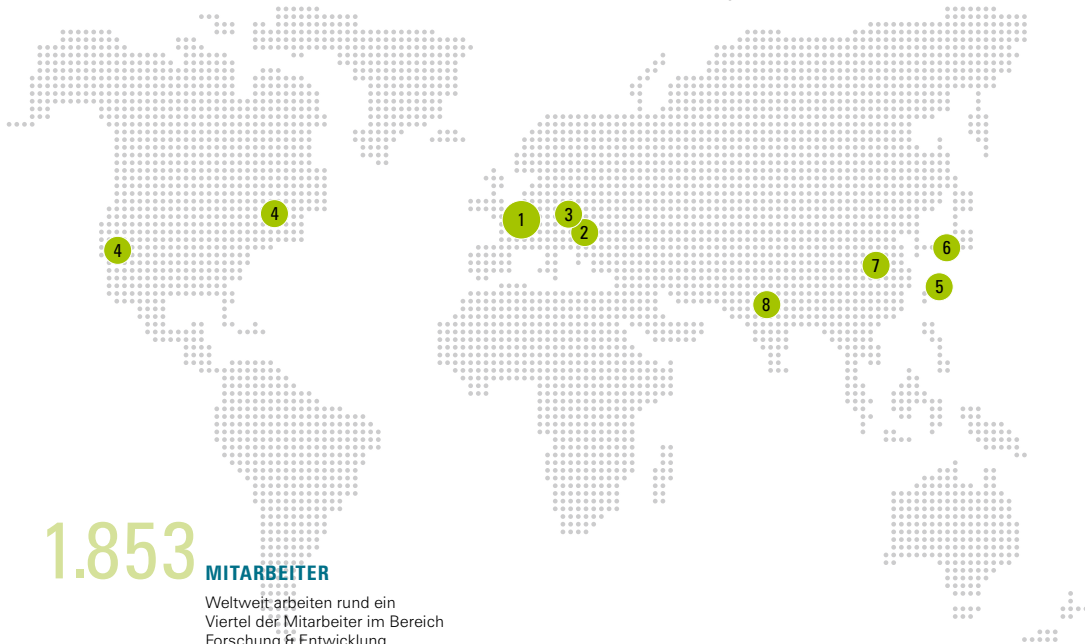 4
1
3
2
4
6
7
5
8
1.853 MITARBEITER
Weltweit arbeiten rund ein
Viertel der Mitarbeiter im Bereich
Forschung & Entwicklung